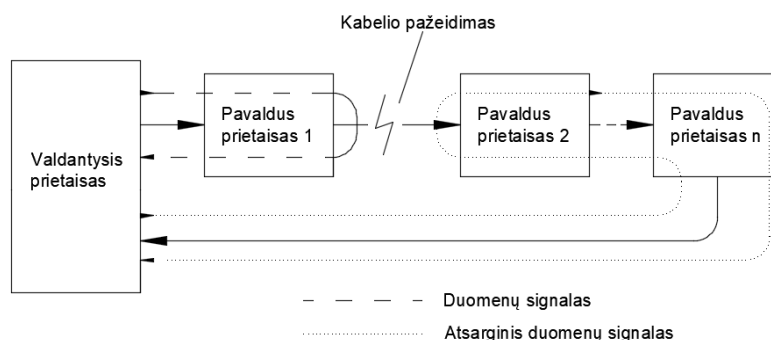 Kabelio pažeidimas
Valdantysis
prietaisas
Pavaldus
prietaisas 1
Pavaldus
prietaisas 2
Pavaldus
prietaisas n
Duomenų signalas
Atsarginis duomenų signalas